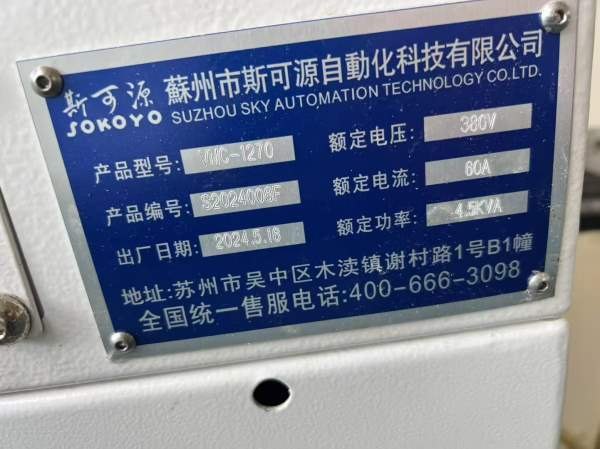 斯可源 蘇州市斯可源自動化科技有限公司
SOKOYO SUZHOU SKY AUTOMATION TECHNOLOGY CO.LTD.
产品型号: VMC-1270 额定电压: 380V
产品编号: S2024008F 额定电流: 60A
出厂日期: 2024.5.18 额定功率: 4.5KVA
地址:苏州市吴中区木渎镇谢村路1号B1幢
全国统一售服电话:400-666-3098